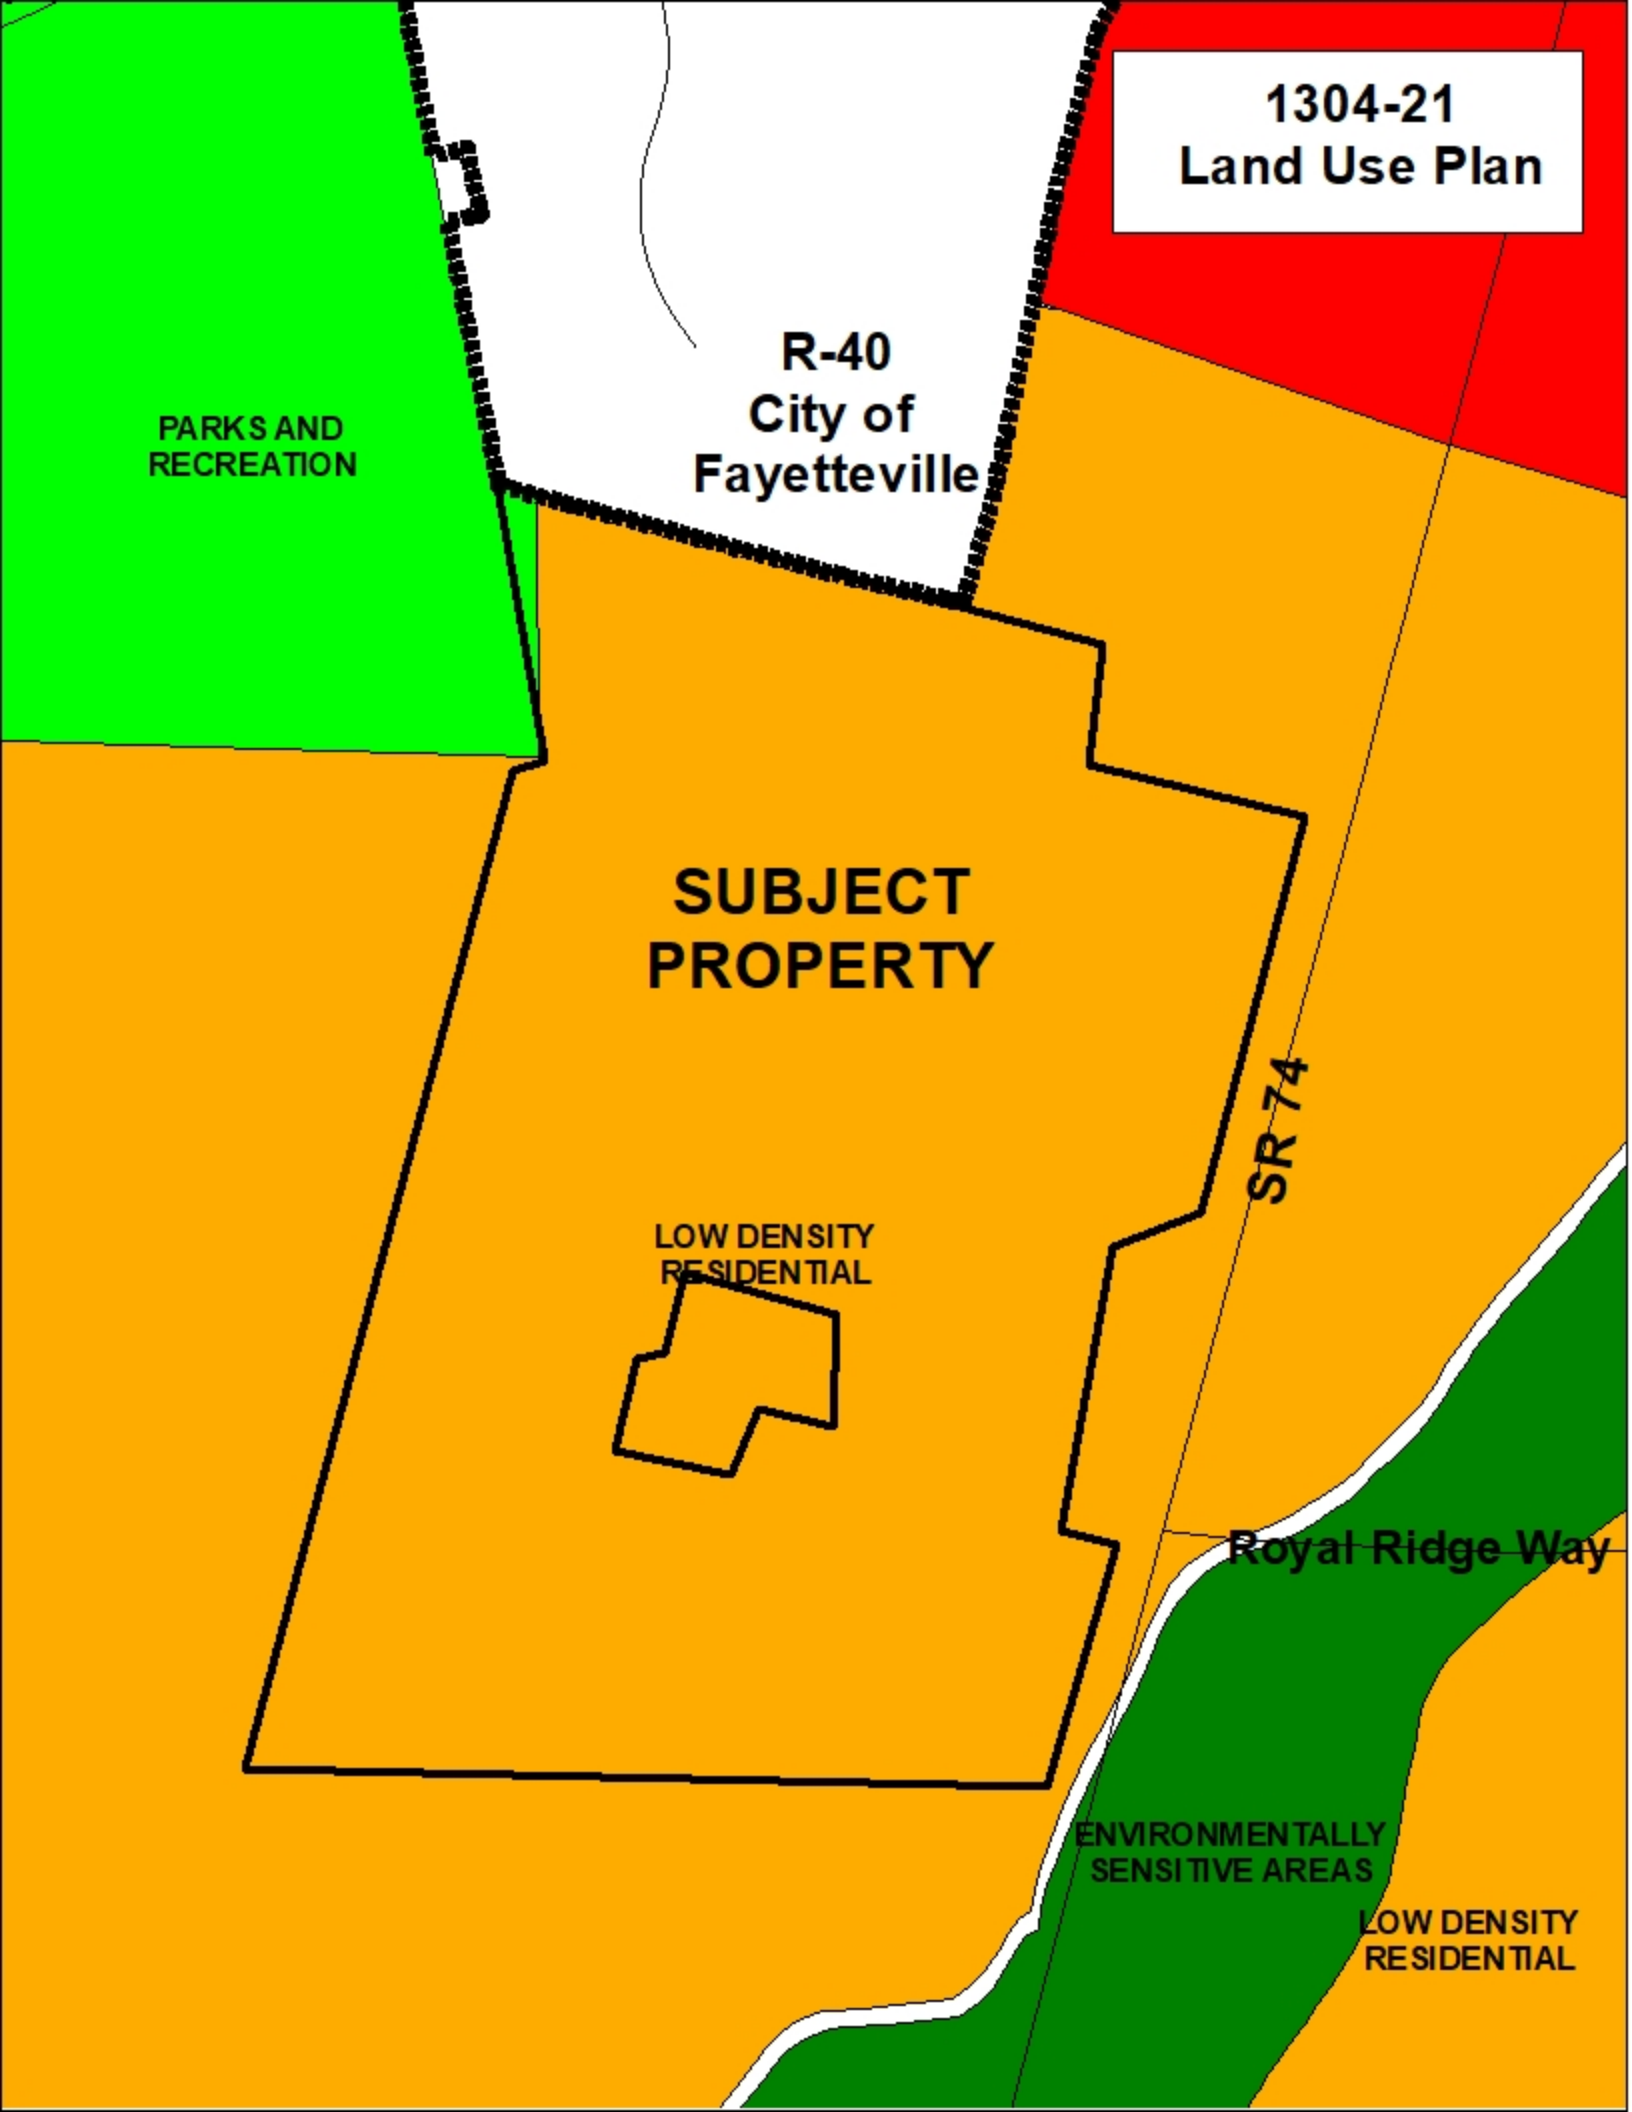 1304-21
Land Use Plan
R-40
City of
Fayetteville
PARKS AND
RECREATION
SUBJECT
PROPERTY
SR 74
LOW DENSITY
RESIDENTIAL
Royal Ridge Way
ENVIRONMENTALLY
SENSITIVE AREAS
LOW DENSITY
RESIDENTIAL